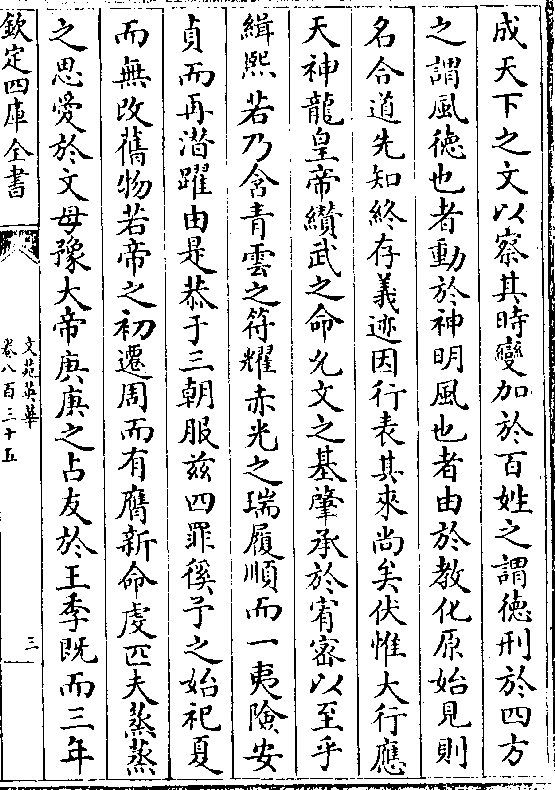 成天下之文以察其時變加於百姓之謂徳刑於四方
之謂風徳也者動於神明風也者由於教化原始見則
名合道先知終存義迹因行表其來尚矣伏惟大行應
天神龍皇帝纉武之命允文之基肇承於宥宻以至乎
緝熙若乃含青雲之符耀赤光之瑞履順而一夷險安
貞而再潜躍由是恭于三朝服兹四罪徯予之始祀夏
而無改舊物若帝之初遷周而有膺新命虔匹夫蒸蒸
之思愛於文母豫大帝庚庚之占友於王季既而三年
欽定四庫全書
文苑英華
卷八百三十五
三